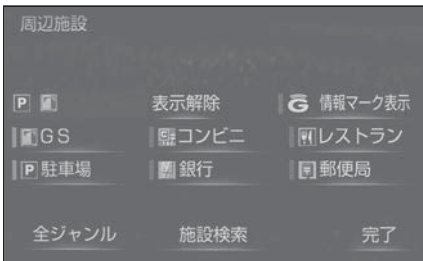 周辺施設
P 表示解除 G 情報マーク表示
GS コンビニ レストラン
P 駐車場 銀行 〒 郵便局
全ジャンル 施設検索 完了